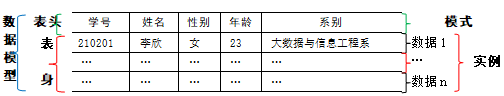 数据模型
表头 学号 姓名 性别 年龄 系别 模式
表身 210201 李欣 女 23 大数据与信息工程系 数据 1
… … … … … …
… … … … … 数据 n
实例